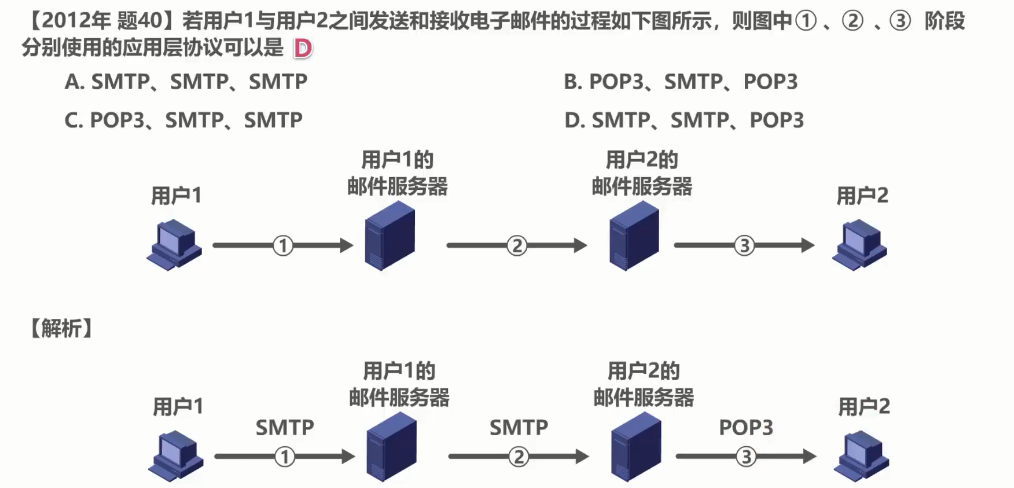 【2012年 题40】若用户1与用户2之间发送和接收电子邮件的过程如下图所示，则图中①、②、③ 阶段
分别使用的应用层协议可以是 D
A. SMTP、SMTP、SMTP
B. POP3、SMTP、POP3
C. POP3、SMTP、SMTP
D. SMTP、SMTP、POP3
用户1
用户1的
邮件服务器
用户2的
邮件服务器
用户2
①
②
③
【解析】
用户1
用户1的
邮件服务器
用户2的
邮件服务器
用户2
SMTP
SMTP
POP3
①
②
③